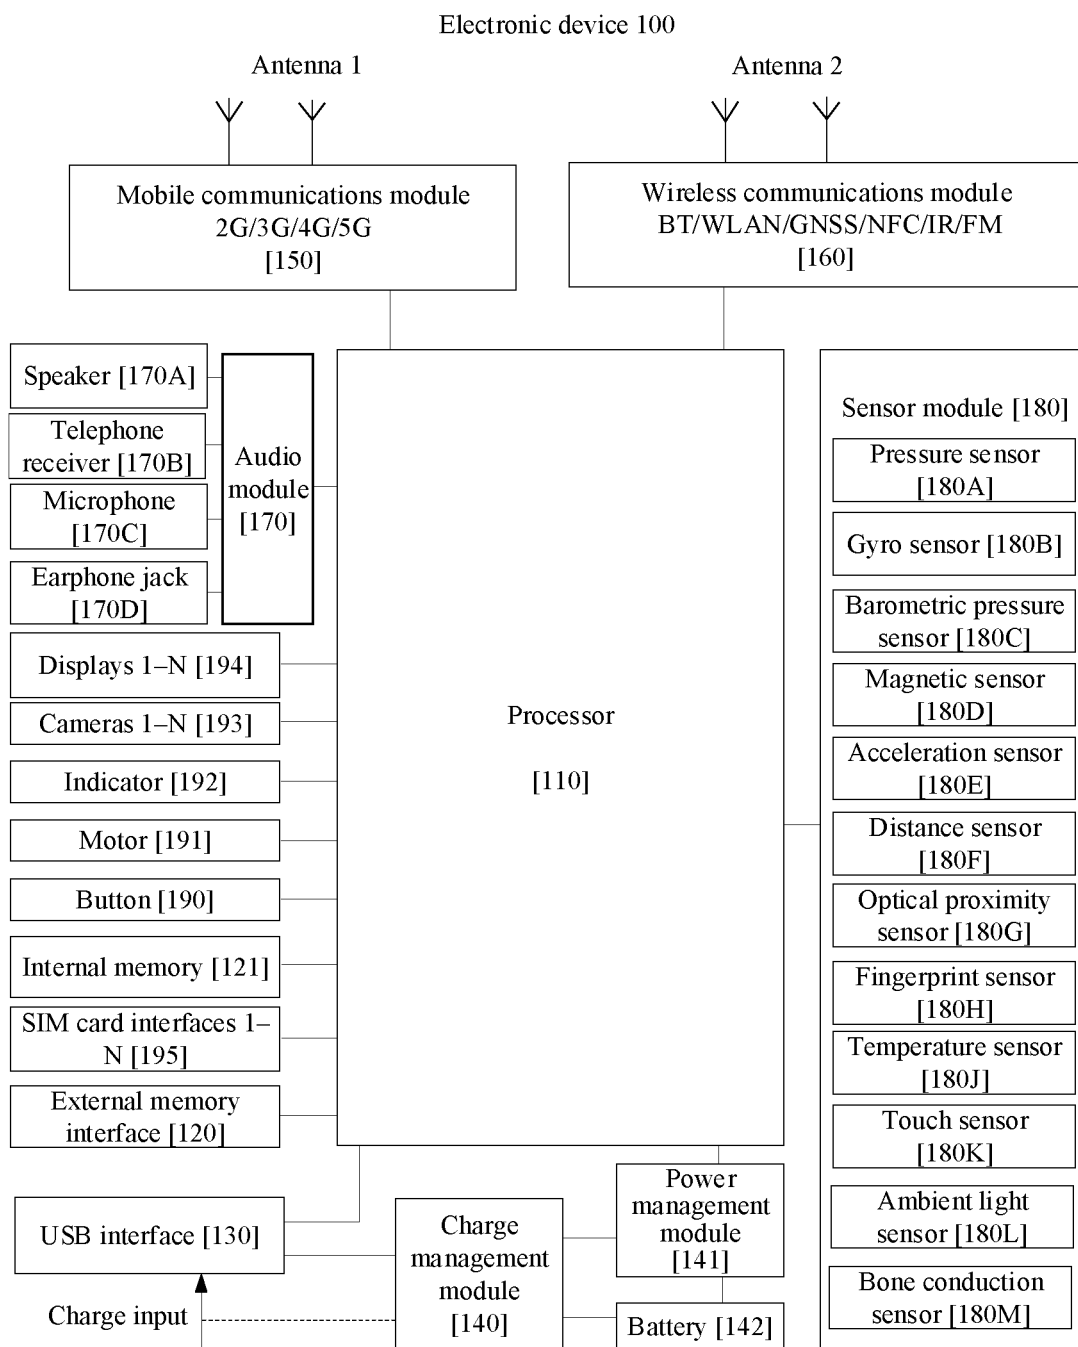 Electronic device 100
Antenna 1
Antenna 2
Mobile communications module
2G/3G/4G/5G
[150]
Wireless communications module
BT/WLAN/GNSS/NFC/IR/FM
[160]
Speaker [170A]
Telephone
receiver [170B]
Microphone
[170C]
Earphone jack
[170D]
Audio
module
[170]
Displays 1–N [194]
Cameras 1–N [193]
Indicator [192]
Motor [191]
Button [190]
Internal memory [121]
SIM card interfaces 1–
N [195]
External memory
interface [120]
Processor
[110]
Sensor module [180]
Pressure sensor
[180A]
Gyro sensor [180B]
Barometric pressure
sensor [180C]
Magnetic sensor
[180D]
Acceleration sensor
[180E]
Distance sensor
[180F]
Optical proximity
sensor [180G]
Fingerprint sensor
[180H]
Temperature sensor
[180J]
Touch sensor
[180K]
Ambient light
sensor [180L]
Bone conduction
sensor [180M]
USB interface [130]
Charge input
Charge
management
module
[140]
Power
management
module
[141]
Battery [142]